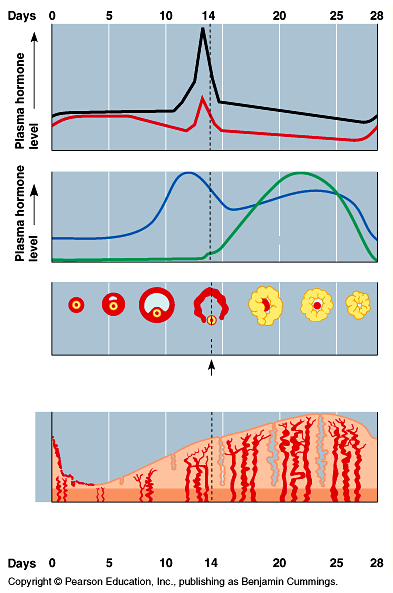 Days 0 5 10 14 20 25 28
Plasma hormone
level
Plasma hormone
level
Days 0 5 10 14 20 25 28
Copyright © Pearson Education, Inc., publishing as Benjamin Cummings.